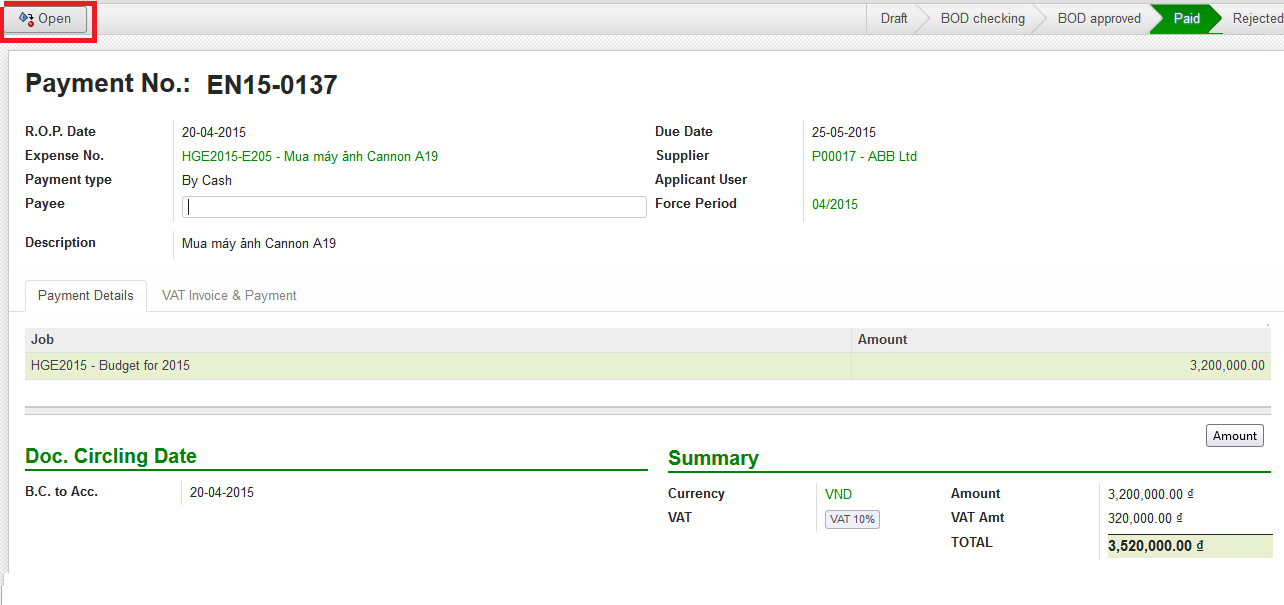 Open
Draft BOD checking BOD approved Paid Rejected
Payment No.: EN15-0137
R.O.P. Date 20-04-2015 Due Date 25-05-2015
Expense No. HGE2015-E205 - Mua máy ảnh Cannon A19 Supplier P00017 - ABB Ltd
Payment type By Cash Applicant User
Payee Force Period 04/2015
Description Mua máy ảnh Cannon A19
Payment Details VAT Invoice & Payment
Job Amount
HGE2015 - Budget for 2015 3,200,000.00
Amount
Doc. Circling Date Summary
B.C. to Acc. 20-04-2015 Currency VND Amount 3,200,000.00 ₫
VAT VAT 10% VAT Amt 320,000.00 ₫
TOTAL 3,520,000.00 ₫